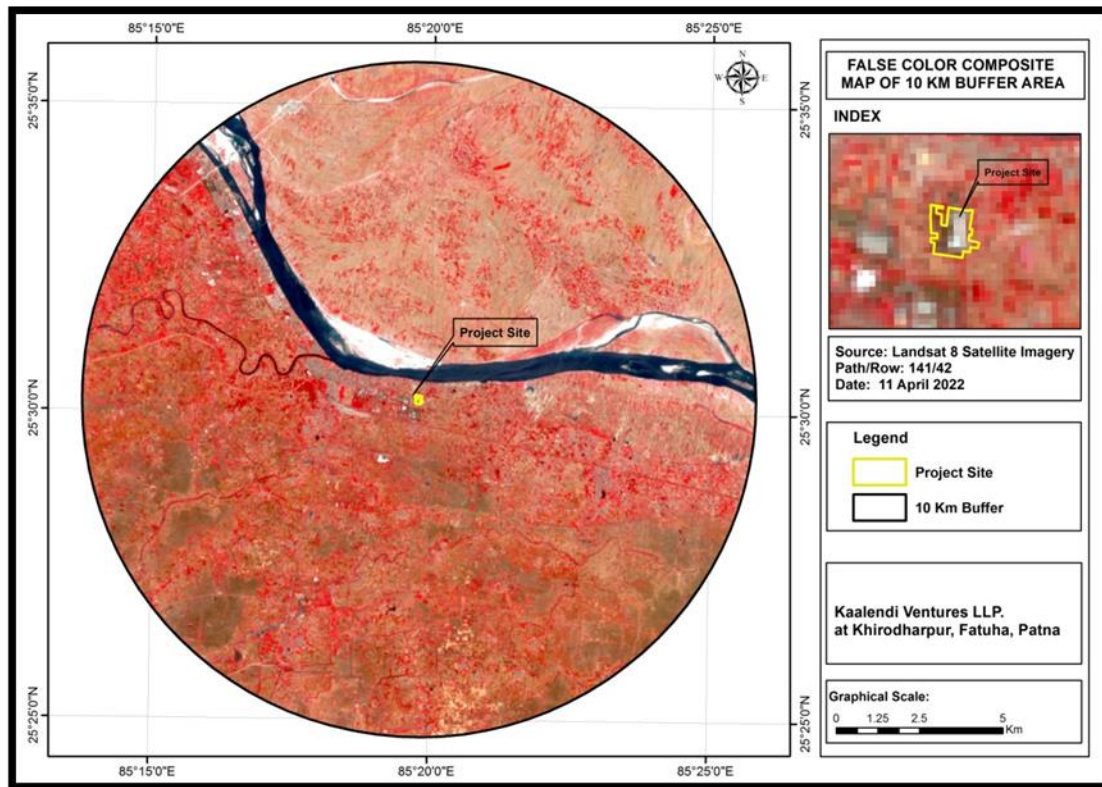 85°15'0"E
85°20'0"E
85°25'0"E
25°35'0"N
25°30'0"N
25°25'0"N
N
W
E
S
Project Site
25°35'0"N
25°30'0"N
25°25'0"N
85°15'0"E
85°20'0"E
85°25'0"E
FALSE COLOR COMPOSITE
MAP OF 10 KM BUFFER AREA
INDEX
Project Site
Source: Landsat 8 Satellite Imagery
Path/Row: 141/42
Date: 11 April 2022
Legend
Project Site
10 Km Buffer
Kaalendi Ventures LLP.
at Khirodharpur, Fatuha, Patna
Graphical Scale:
0 1.25 2.5 5
Km